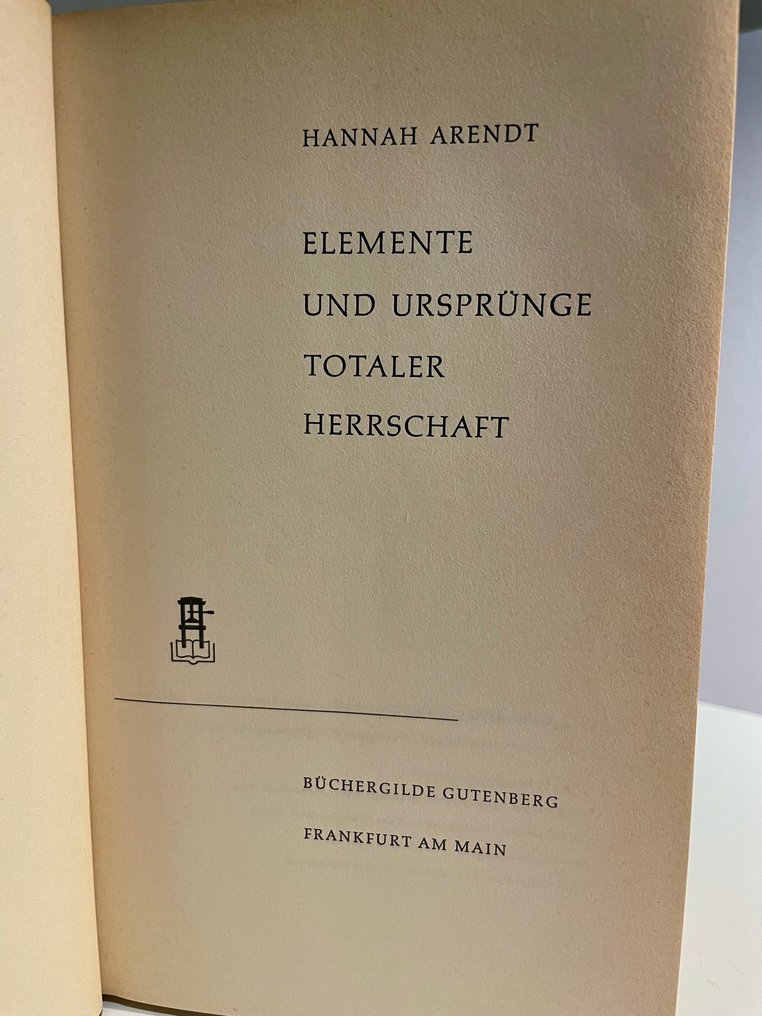 HANNAH ARENDT
ELEMENTE
UND URSPRÜNGE
TOTALER
HERRSCHAFT
BÜCHERGILDE GUTENBERG
FRANKFURT AM MAIN